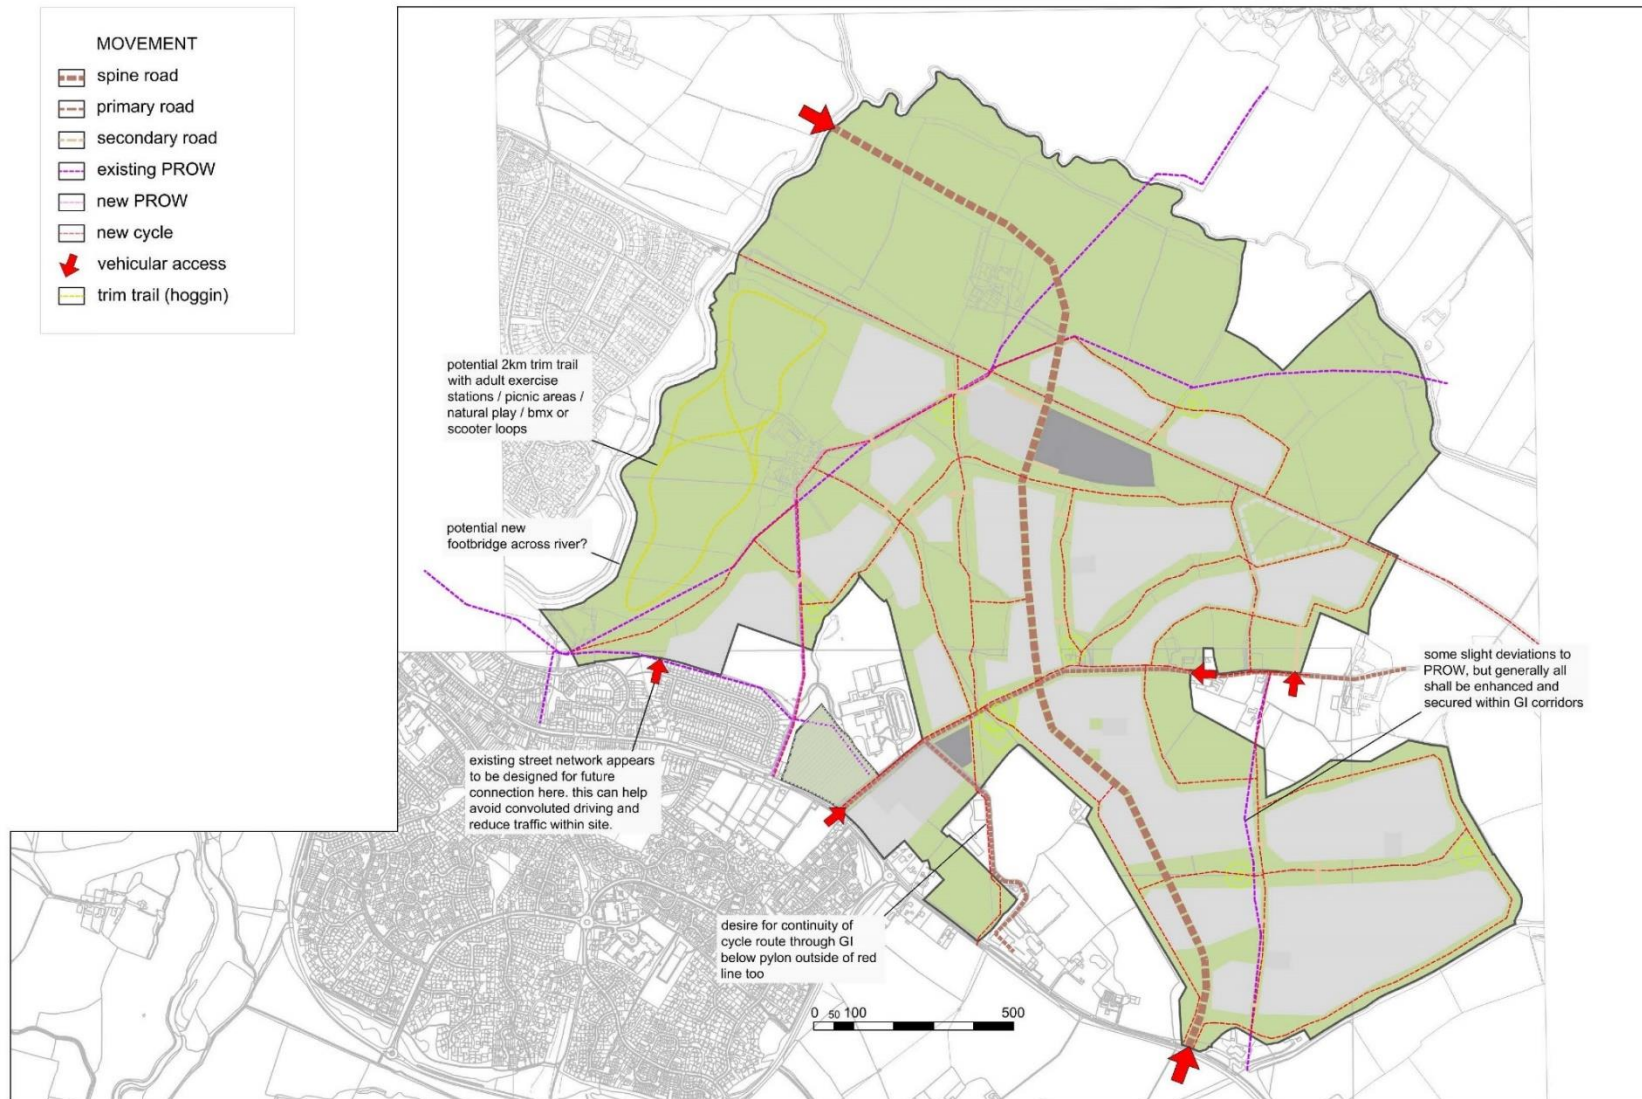 MOVEMENT
spine road
primary road
secondary road
existing PROW
new PROW
new cycle
vehicular access
trim trail (hoggin)
potential 2km trim trail
with adult exercise
stations / picnic areas /
natural play / bmx or
scooter loops
potential new
footbridge across river?
some slight deviations to
PROW, but generally all
shall be enhanced and
secured within GI corridors
existing street network appears
to be designed for future
connection here. this can help
avoid convoluted driving and
reduce traffic within site.
desire for continuity of
cycle route through GI
below pylon outside of red
line too
0 50 100 500